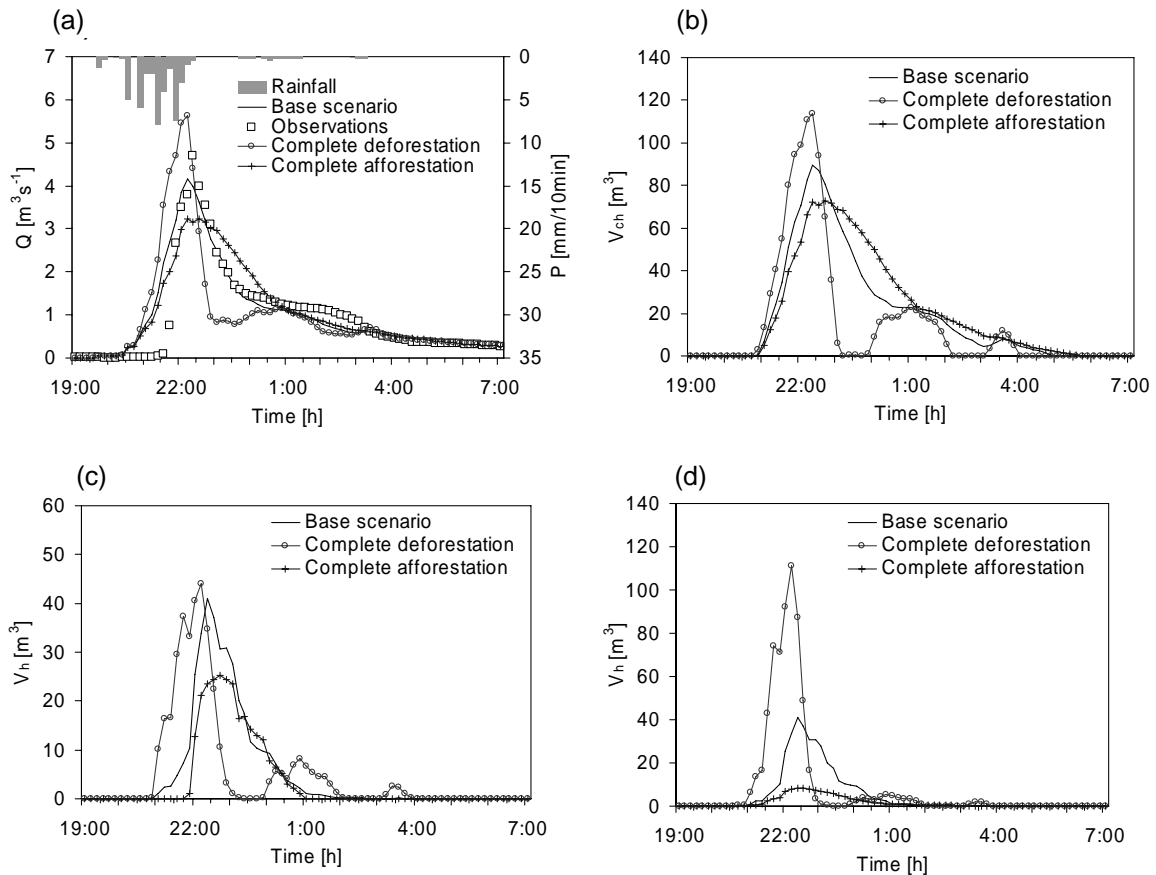 (a)
7
6
5
4
3
2
1
0
Q [m³s⁻¹]
0
5
10
15
20
25
30
35
P [mm/10min]
Rainfall
Base scenario
Observations
Complete deforestation
Complete afforestation
19:00 22:00 1:00 4:00 7:00
Time [h]
(b)
140
120
100
80
60
40
20
0
Vch [m³]
Base scenario
Complete deforestation
Complete afforestation
19:00 22:00 1:00 4:00 7:00
Time [h]
(c)
60
50
40
30
20
10
0
Vh [m³]
Base scenario
Complete deforestation
Complete afforestation
19:00 22:00 1:00 4:00 7:00
Time [h]
(d)
140
120
100
80
60
40
20
0
Vh [m³]
Base scenario
Complete deforestation
Complete afforestation
19:00 22:00 1:00 4:00 7:00
Time [h]